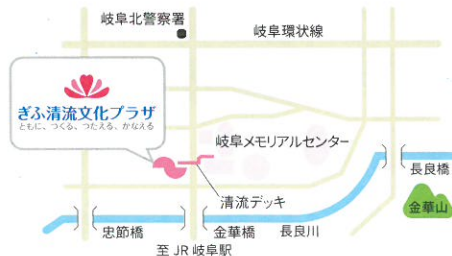 岐阜北警察署
岐阜環状線
ぎふ清流文化プラザ
ともに、つくる、つたえる、かなえる
岐阜メモリアルセンター
長良橋
清流デッキ
金華山
忠節橋
金華橋
長良川
至 JR 岐阜駅